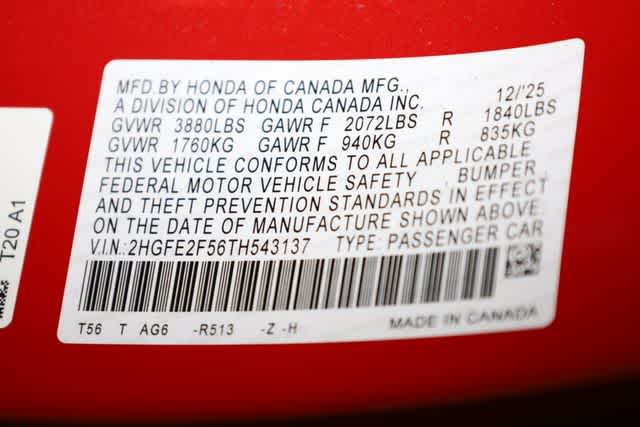 MFD.BY HONDA OF CANADA MFG., 12/'25
A DIVISION OF HONDA CANADA INC.
GVWR 3880LBS GAWR F 2072LBS R 1840LBS
GVWR 1760KG GAWR F 940KG R 835KG
THIS VEHICLE CONFORMS TO ALL APPLICABLE
FEDERAL MOTOR VEHICLE SAFETY , BUMPER,
AND THEFT PREVENTION STANDARDS IN EFFECT
ON THE DATE OF MANUFACTURE SHOWN ABOVE.
V.I.N.:2HGFE2F56TH543137 TYPE: PASSENGER CAR
T56 T AG6 -R513 -Z -H
MADE IN CANADA
T20 A1